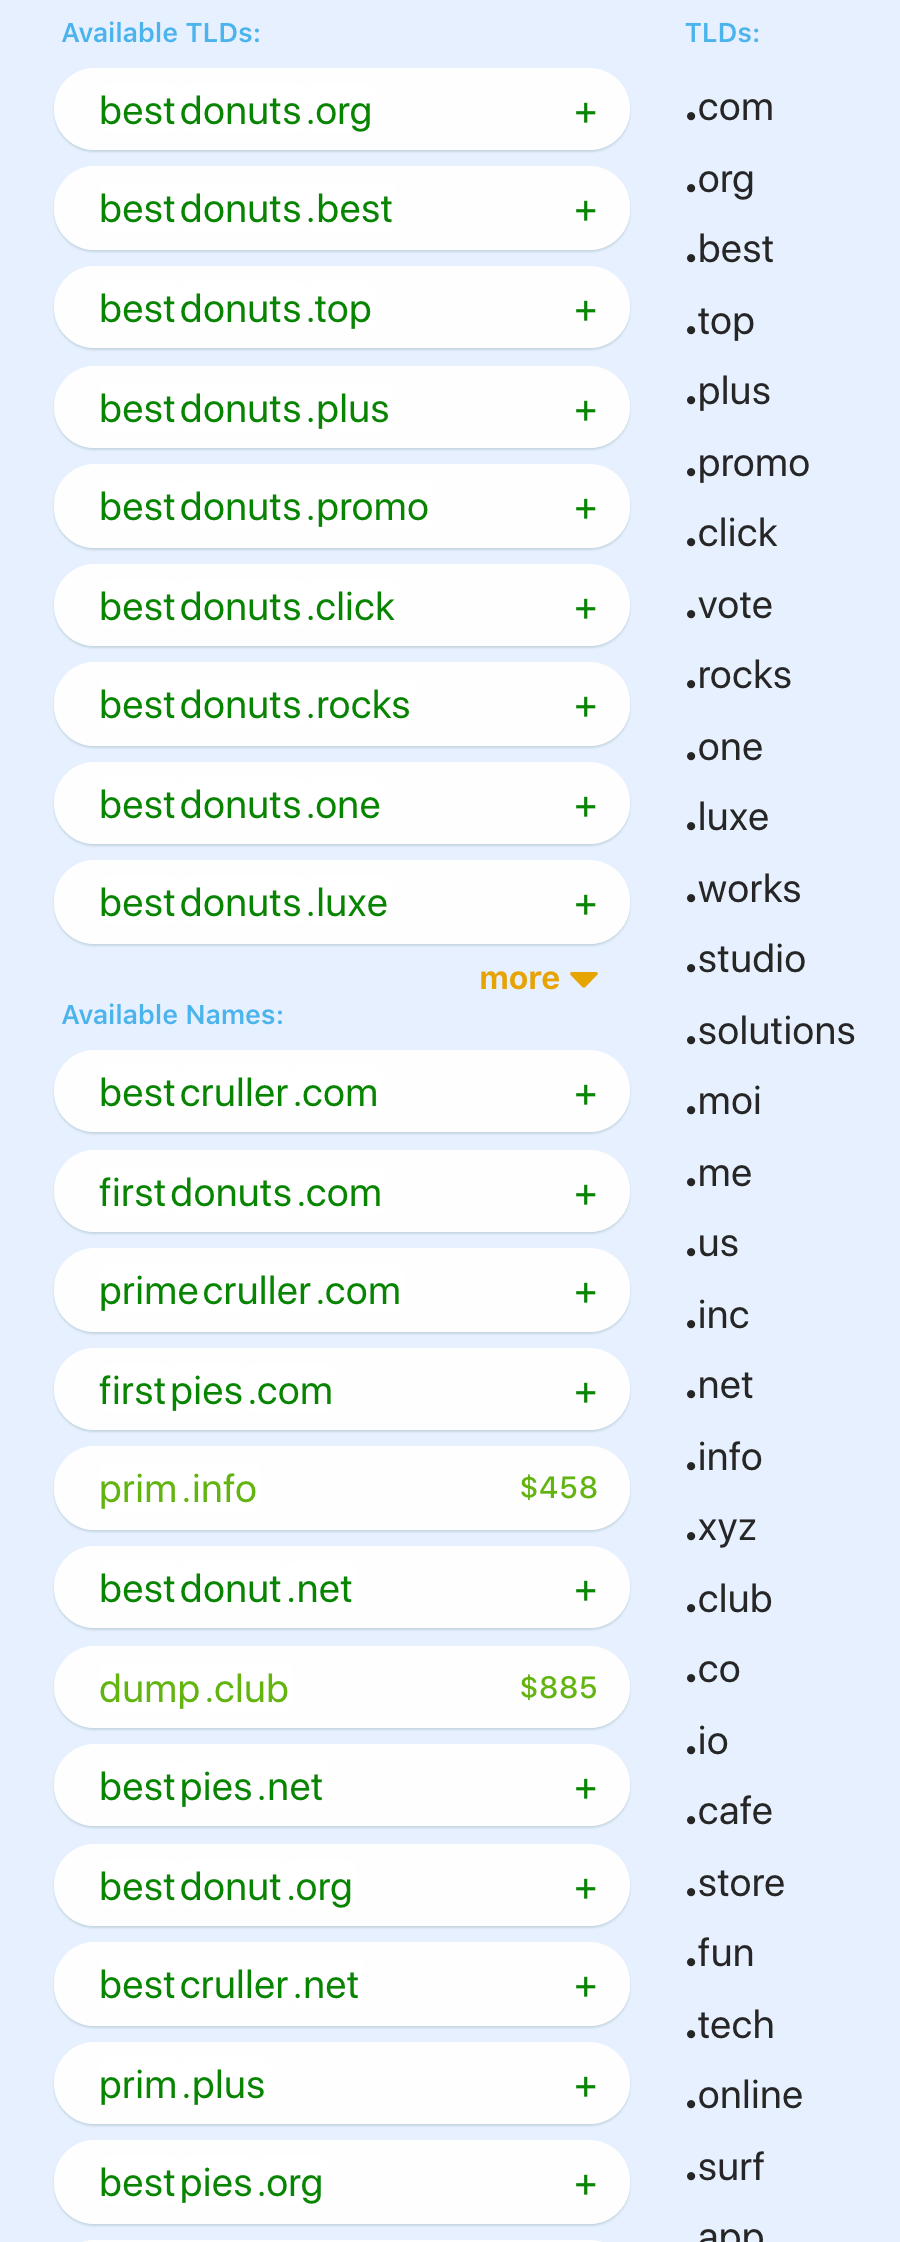 Available TLDs:
bestdonuts.org +
bestdonuts.best +
bestdonuts.top +
bestdonuts.plus +
bestdonuts.promo +
bestdonuts.click +
bestdonuts.rocks +
bestdonuts.one +
bestdonuts.luxe +
more
Available Names:
bestcruller.com +
firstdonuts.com +
primecruller.com +
firstpies.com +
prim.info $458
bestdonut.net +
dump.club $885
bestpies.net +
bestdonut.org +
bestcruller.net +
prim.plus +
bestpies.org +
TLDs:
.com
.org
.best
.top
.plus
.promo
.click
.vote
.rocks
.one
.luxe
.works
.studio
.solutions
.moi
.me
.us
.inc
.net
.info
.xyz
.club
.co
.io
.cafe
.store
.fun
.tech
.online
.surf
.app